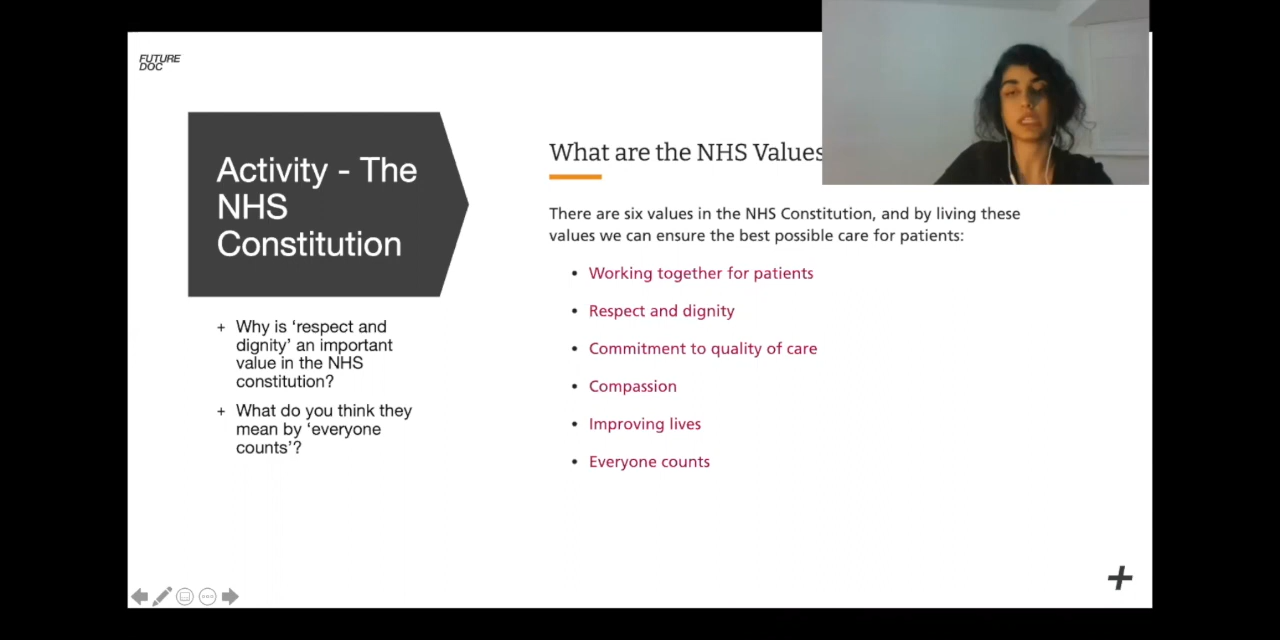 FUTURE
DOC
Activity - The
NHS
Constitution
+ Why is ‘respect and
dignity’ an important
value in the NHS
constitution?
+ What do you think they
mean by ‘everyone
counts’?
What are the NHS Values
There are six values in the NHS Constitution, and by living these
values we can ensure the best possible care for patients:
• Working together for patients
• Respect and dignity
• Commitment to quality of care
• Compassion
• Improving lives
• Everyone counts